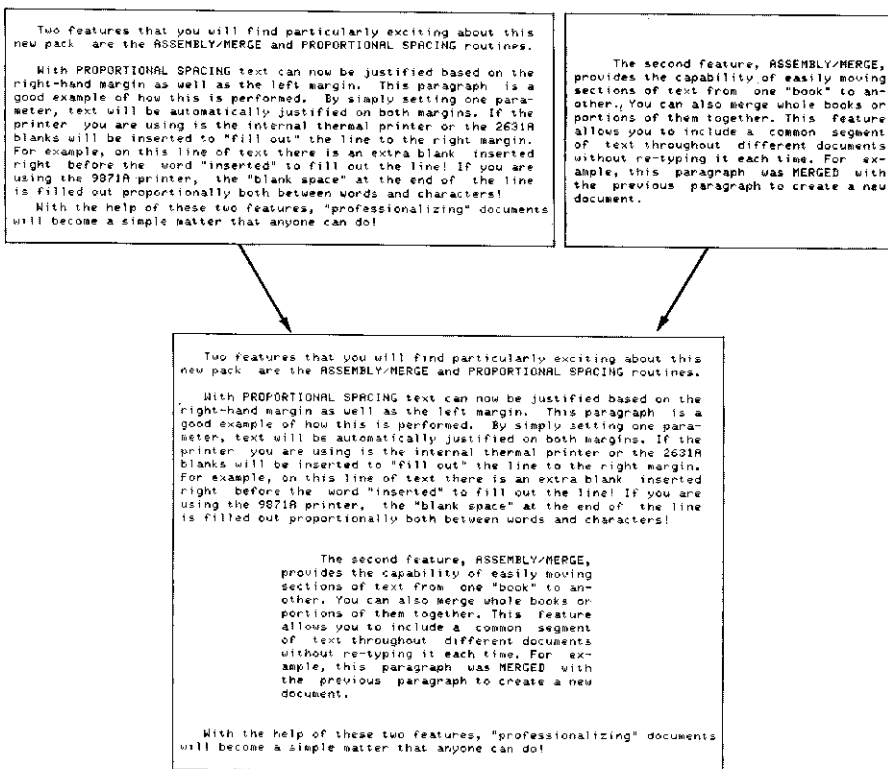 Two features that you will find particularly exciting about this
new pack  are the ASSEMBLY/MERGE and PROPORTIONAL SPACING routines.
With PROPORTIONAL SPACING text can now be justified based on the
right-hand margin as well as the left margin.  This paragraph  is a
good example of how this is performed.  By simply setting one para-
meter, text will be automatically justified on both margins. If the
printer  you are using is the internal thermal printer or the 2631A
blanks will be inserted to "fill out" the line to the right margin.
For example, on this line of text there is an extra blank  inserted
right  before the  word "inserted" to fill out the line! If you are
using the 9871A printer,  the "blank space" at the end of  the line
is filled out proportionally both between words and characters!
With the help of these two features, "professionalizing" documents
will become a simple matter that anyone can do!
The second feature, ASSEMBLY/MERGE,
provides the capability of easily moving
sections of text from  one "book" to an-
other. You can also merge whole books or
portions of them together. This  feature
allows you to include a  common  segment
of  text throughout  different documents
without re-typing it each time. For  ex-
ample, this  paragraph  was MERGED  with
the  previous  paragraph to create a new
document.
Two features that you will find particularly exciting about this
new pack  are the ASSEMBLY/MERGE and PROPORTIONAL SPACING routines.
With PROPORTIONAL SPACING text can now be justified based on the
right-hand margin as well as the left margin.  This paragraph  is a
good example of how this is performed.  By simply setting one para-
meter, text will be automatically justified on both margins. If the
printer  you are using is the internal thermal printer or the 2631A
blanks will be inserted to "fill out" the line to the right margin.
For example, on this line of text there is an extra blank  inserted
right  before the  word "inserted" to fill out the line! If you are
using the 9871A printer,  the "blank space" at the end of  the line
is filled out proportionally both between words and characters!
The second feature, ASSEMBLY/MERGE,
provides the capability of easily moving
sections of text from  one "book" to an-
other. You can also merge whole books or
portions of them together. This  feature
allows you to include a  common  segment
of  text throughout  different documents
without re-typing it each time. For  ex-
ample, this  paragraph  was MERGED  with
the  previous  paragraph to create a new
document.
With the help of these two features, "professionalizing" documents
will become a simple matter that anyone can do!